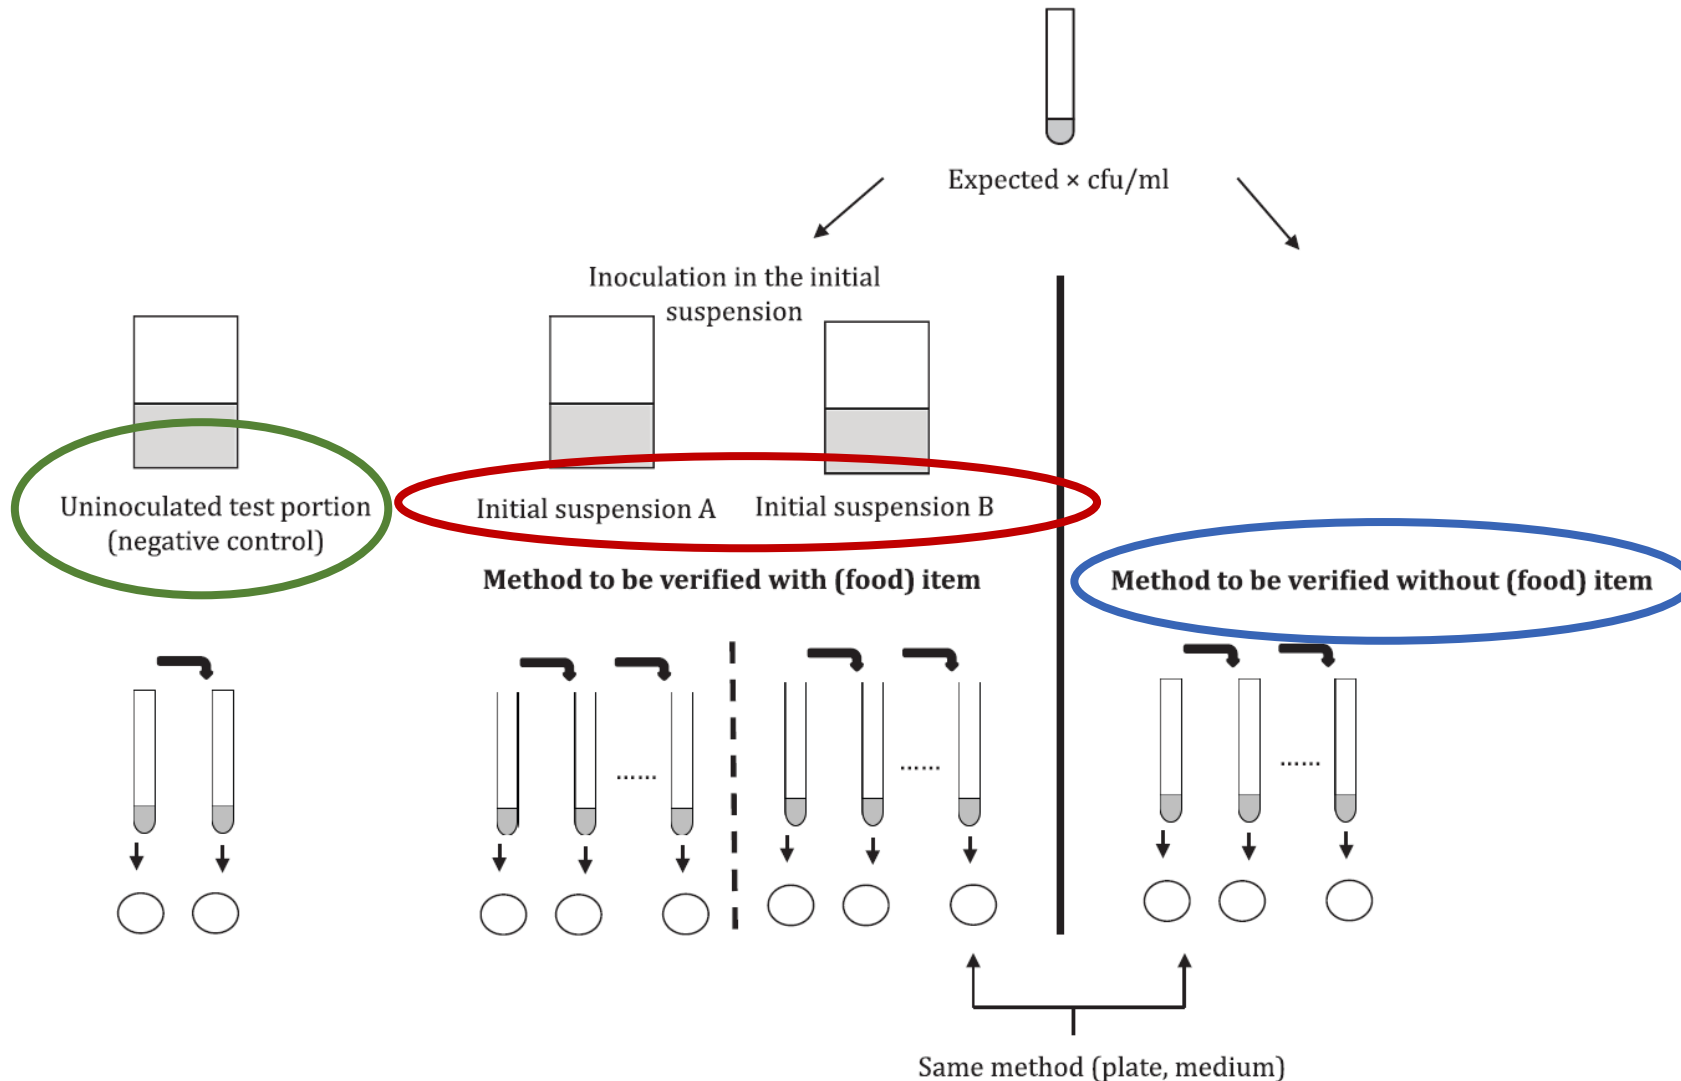 Expected × cfu/ml
Inoculation in the initial
suspension
Uninoculated test portion
(negative control)
Initial suspension A
Initial suspension B
Method to be verified with (food) item
Method to be verified without (food) item
......
......
......
Same method (plate, medium)